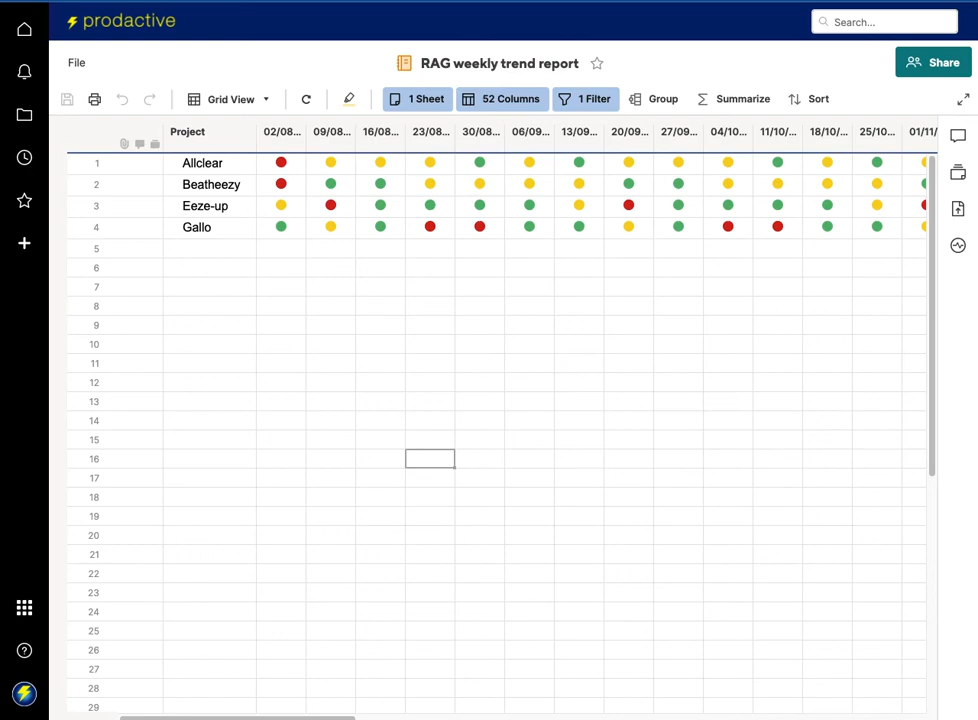 prodactive
Search...
File
RAG weekly trend report
Share
Grid View
1 Sheet
52 Columns
1 Filter
Group
Summarize
Sort
Project 02/08... 09/08... 16/08... 23/08... 30/08... 06/09... 13/09... 20/09... 27/09... 04/10... 11/10/... 18/10/... 25/10... 01/11/
1 Allclear
2 Beatheezy
3 Eeze-up
4 Gallo
5
6
7
8
9
10
11
12
13
14
15
16
17
18
19
20
21
22
23
24
25
26
27
28
29